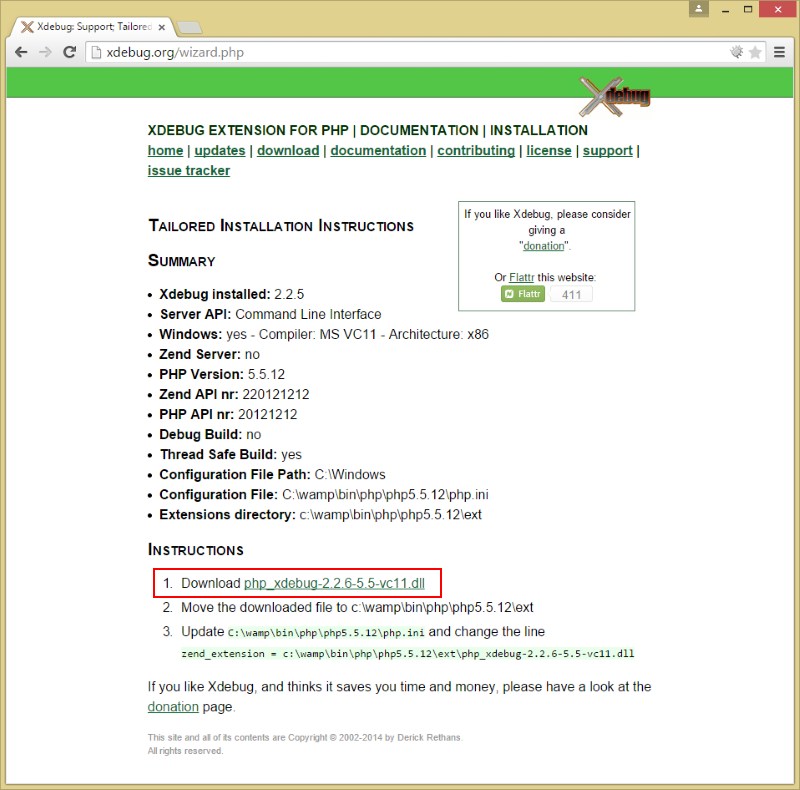 Xdebug: Support; Tailored
xdebug.org/wizard.php
Xdebug
XDEBUG EXTENSION FOR PHP | DOCUMENTATION | INSTALLATION
home | updates | download | documentation | contributing | license | support |
issue tracker
If you like Xdebug, please consider
giving a
"donation".
Or Flattr this website:
Flattr 411
Tailored Installation Instructions
Summary
• Xdebug installed: 2.2.5
• Server API: Command Line Interface
• Windows: yes - Compiler: MS VC11 - Architecture: x86
• Zend Server: no
• PHP Version: 5.5.12
• Zend API nr: 220121212
• PHP API nr: 20121212
• Debug Build: no
• Thread Safe Build: yes
• Configuration File Path: C:\Windows
• Configuration File: C:\wamp\bin\php\php5.5.12\php.ini
• Extensions directory: c:\wamp\bin\php\php5.5.12\ext
Instructions
1. Download php_xdebug-2.2.6-5.5-vc11.dll
2. Move the downloaded file to c:\wamp\bin\php\php5.5.12\ext
3. Update C:\wamp\bin\php\php5.5.12\php.ini and change the line
zend_extension = c:\wamp\bin\php\php5.5.12\ext\php_xdebug-2.2.6-5.5-vc11.dll
If you like Xdebug, and thinks it saves you time and money, please have a look at the
donation page.
This site and all of its contents are Copyright © 2002-2014 by Derick Rethans.
All rights reserved.